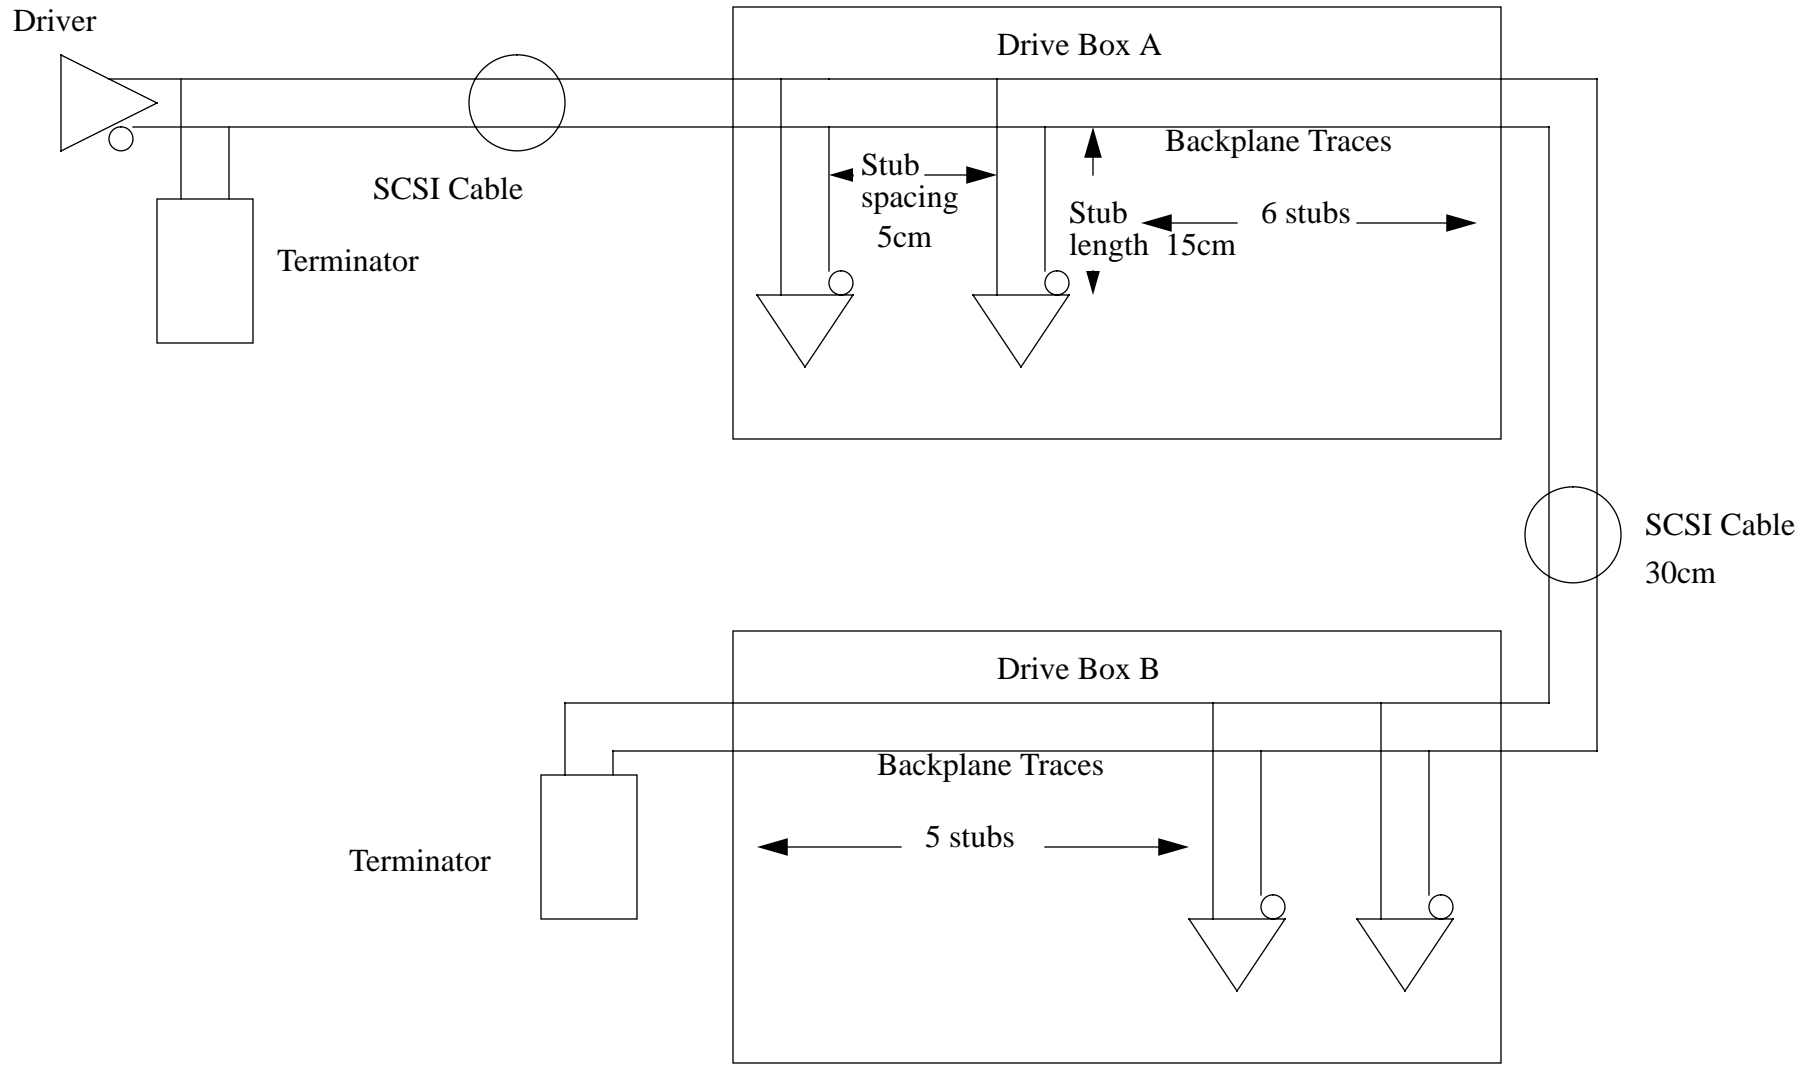 Driver
Drive Box A
Backplane Traces
Stub
spacing
5cm
SCSI Cable
Stub
length 15cm
6 stubs
Terminator
SCSI Cable
30cm
Drive Box B
Backplane Traces
5 stubs
Terminator